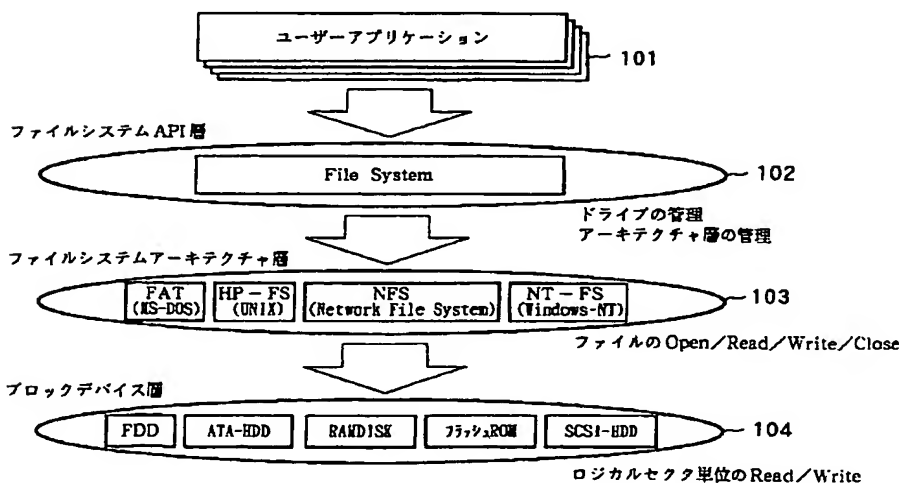 ユーザーアプリケーション
101
ファイルシステムAPI層
File System
102
ドライブの管理
アーキテクチャ層の管理
ファイルシステムアーキテクチャ層
FAT
(MS-DOS)
HP-FS
(UNIX)
NFS
(Network File System)
NT-FS
(Windows-NT)
103
ファイルのOpen/Read/Write/Close
ブロックデバイス層
FDD
ATA-HDD
RAMDISK
フラッシュROM
SCSI-HDD
104
ロジカルセクタ単位のRead/Write